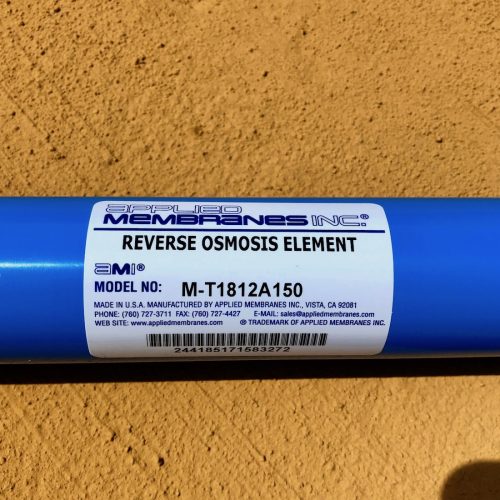 APPLIED
MEMBRANES INC.®
REVERSE OSMOSIS ELEMENT
AMI®
MODEL NO: M-T1812A150
MADE IN U.S.A. MANUFACTURED BY APPLIED MEMBRANES INC., VISTA, CA 92081
PHONE: (760) 727-3711 FAX: (760) 727-4427 E-MAIL: sales@appliedmembranes.com
WEB SITE: www.appliedmembranes.com ® TRADEMARK OF APPLIED MEMBRANES INC.
244185171583272